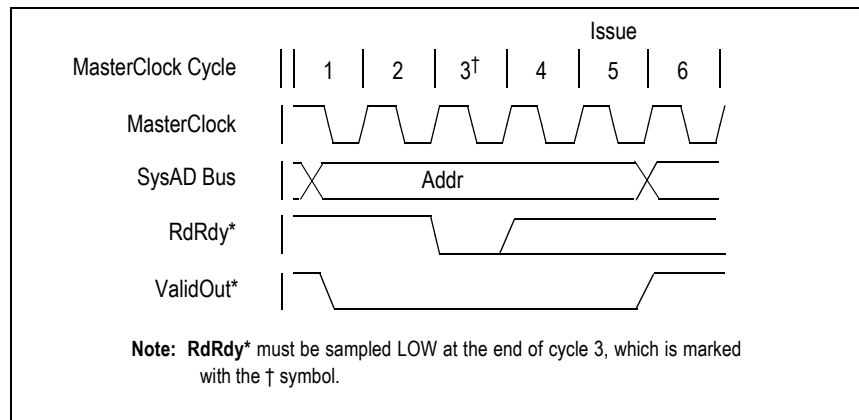 Issue
MasterClock Cycle 1 2 3† 4 5 6
MasterClock
SysAD Bus Addr
RdRdy*
ValidOut*
Note: RdRdy* must be sampled LOW at the end of cycle 3, which is marked
with the † symbol.